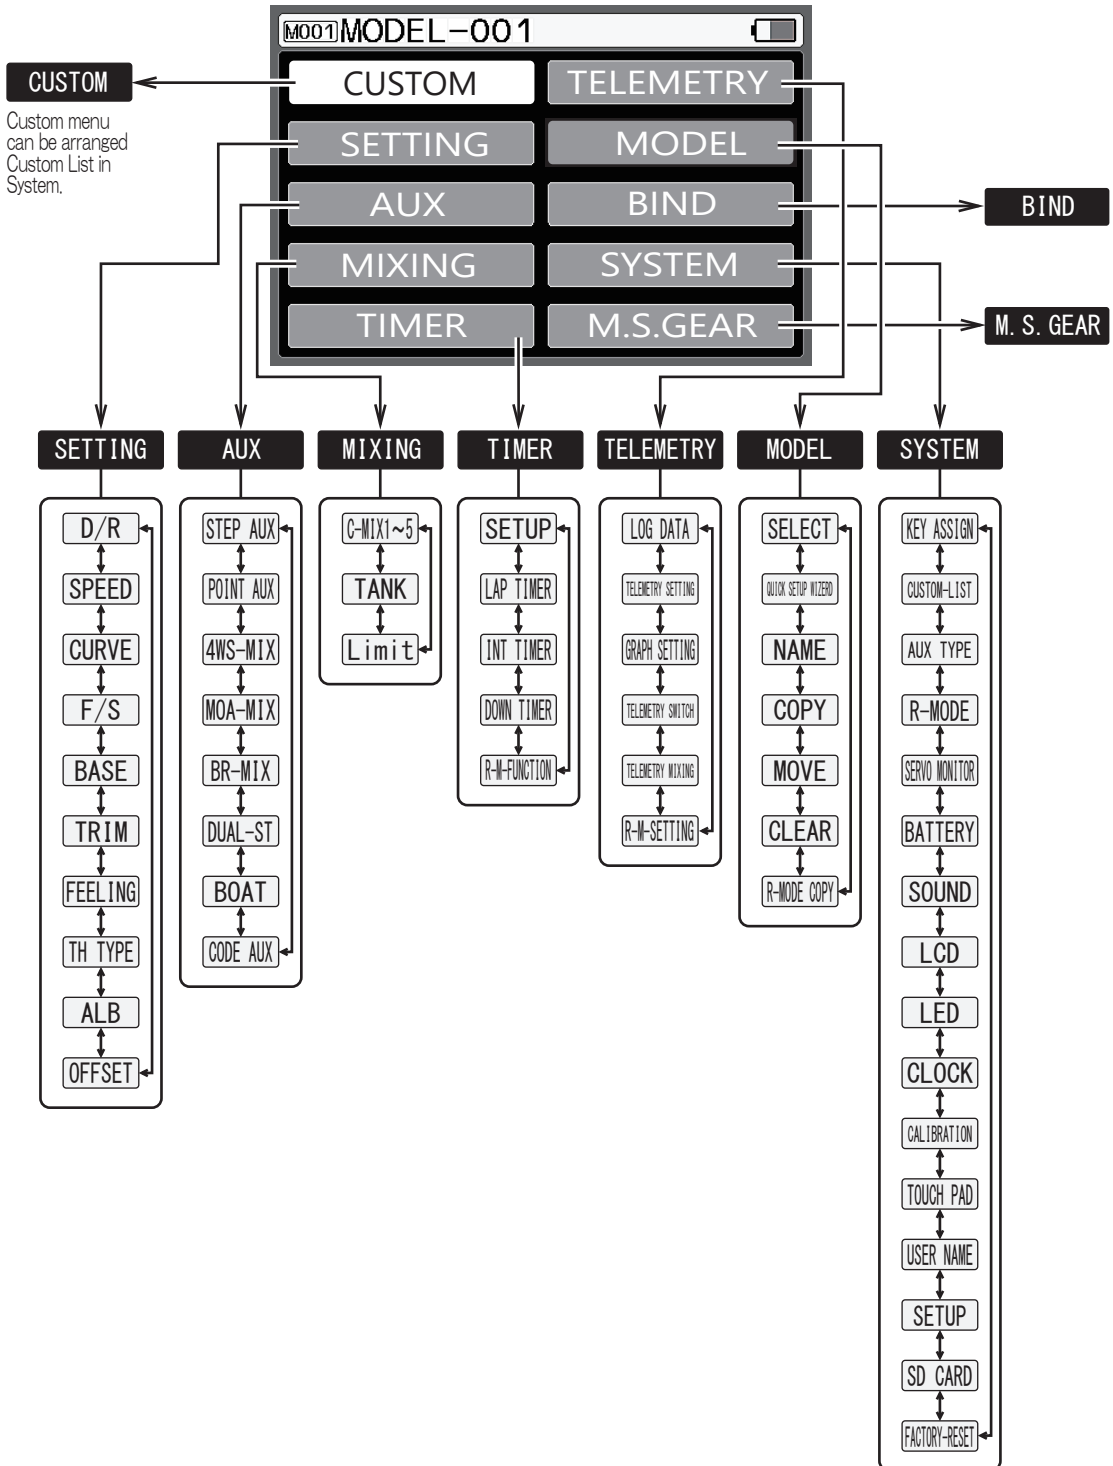 M001 MODEL-001
CUSTOM
TELEMETRY
SETTING
MODEL
AUX
BIND
MIXING
SYSTEM
TIMER
M.S.GEAR
CUSTOM
Custom menu
can be arranged
Custom List in
System.
BIND
M.S.GEAR
SETTING
D/R
SPEED
CURVE
F/S
BASE
TRIM
FEELING
TH TYPE
ALB
OFFSET
AUX
STEP AUX
POINT AUX
4WS-MIX
MOA-MIX
BR-MIX
DUAL-ST
BOAT
CODE AUX
MIXING
C-MIX1~5
TANK
Limit
TIMER
SETUP
LAP TIMER
INT TIMER
DOWN TIMER
R-M-FUNCTION
TELEMETRY
LOG DATA
TELEMETRY SETTING
GRAPH SETTING
TELEMETRY SWITCH
TELEMETRY MIXING
R-M-SETTING
MODEL
SELECT
QUICK SETUP WIZERD
NAME
COPY
MOVE
CLEAR
R-MODE COPY
SYSTEM
KEY ASSIGN
CUSTOM-LIST
AUX TYPE
R-MODE
SERVO MONITOR
BATTERY
SOUND
LCD
LED
CLOCK
CALIBRATION
TOUCH PAD
USER NAME
SETUP
SD CARD
FACTORY-RESET